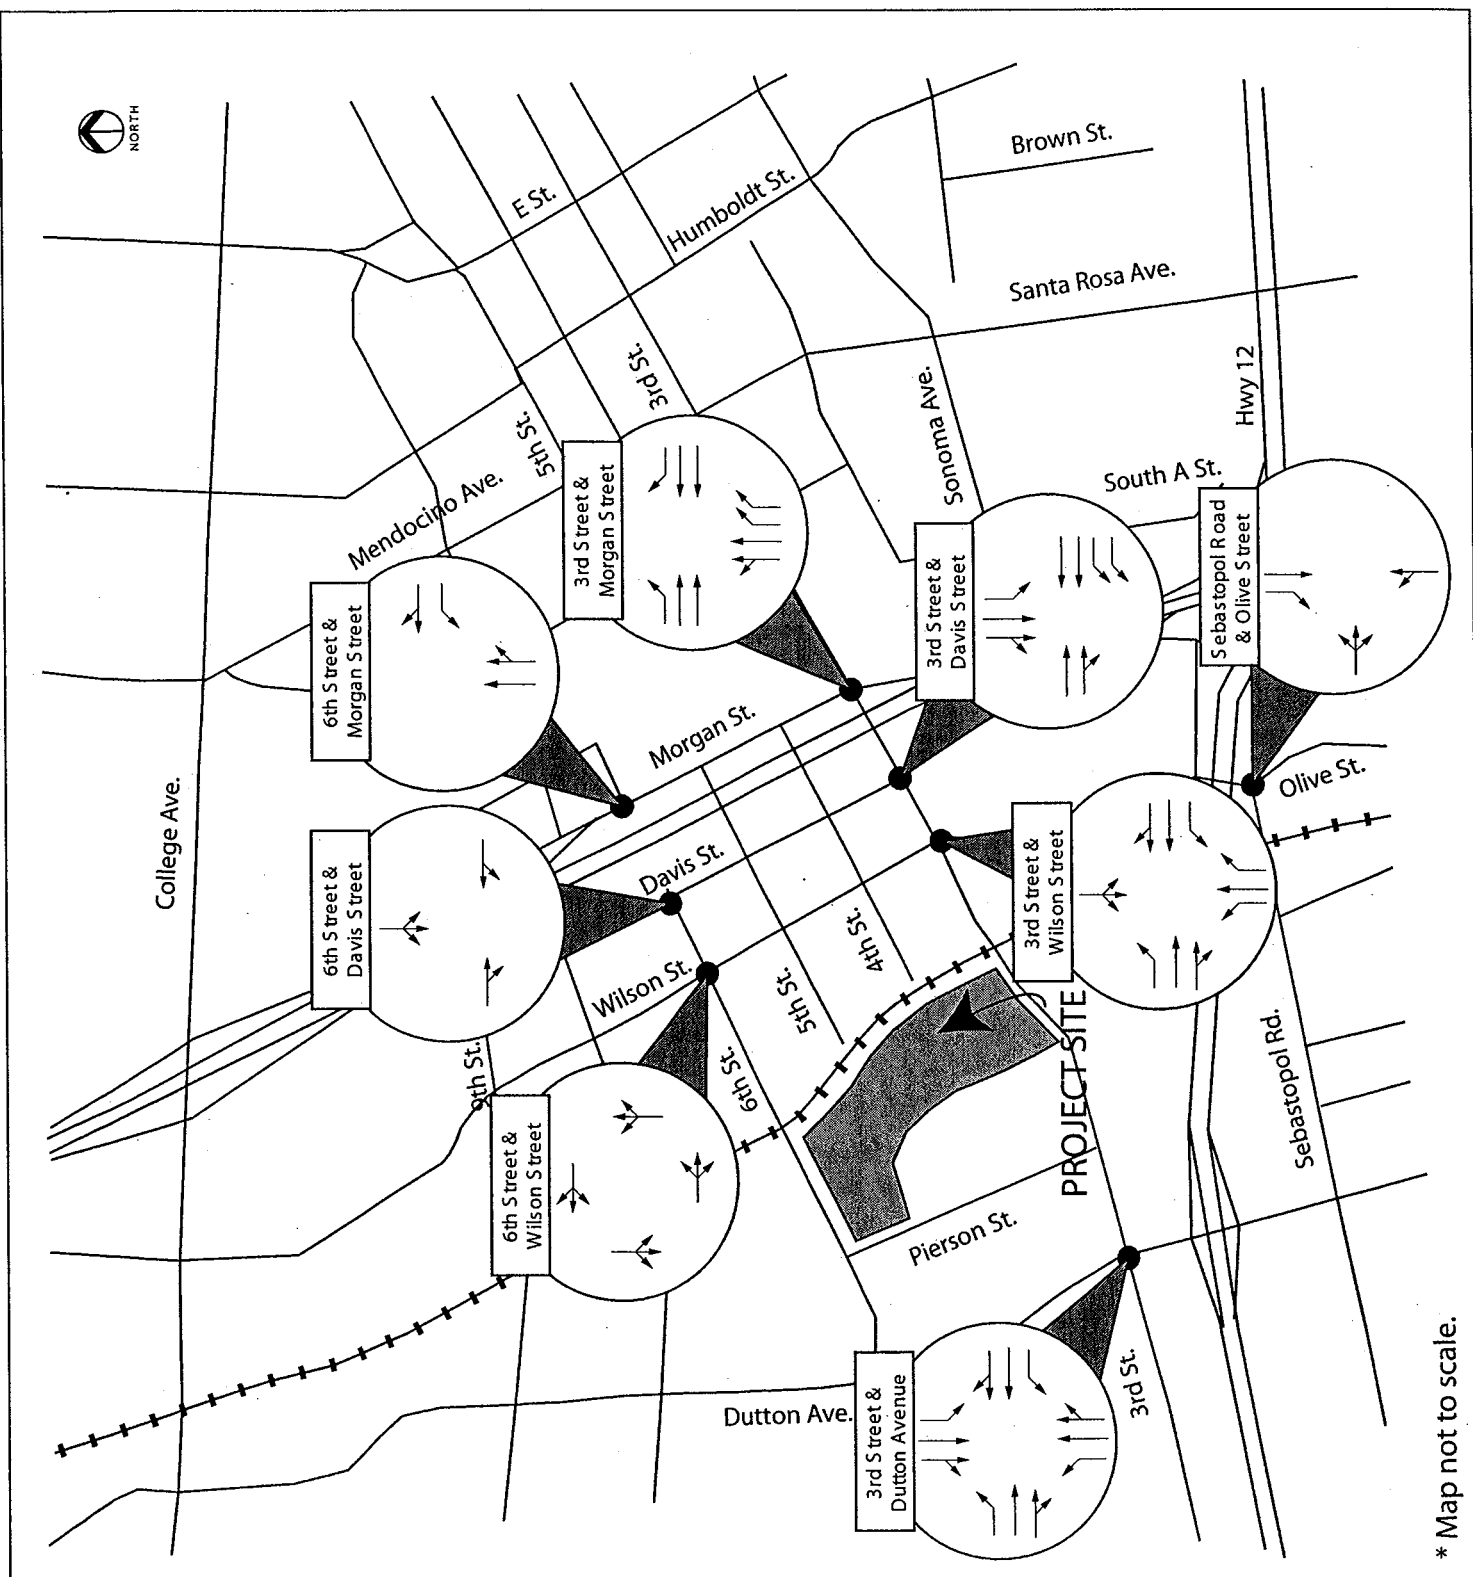 NORTH
College Ave.
Mendocino Ave.
E St.
Humboldt St.
Brown St.
Santa Rosa Ave.
Hwy 12
Sonoma Ave.
South A St.
3rd St.
5th St.
6th Street &
Morgan Street
3rd Street &
Morgan Street
3rd Street &
Davis Street
Sebastopol Road
& Olive Street
Morgan St.
Olive St.
6th Street &
Davis Street
Davis St.
3rd Street &
Wilson Street
Wilson St.
4th St.
5th St.
6th St.
9th St.
6th Street &
Wilson Street
PROJECT SITE
Sebastopol Rd.
Pierson St.
Dutton Ave.
3rd Street &
Dutton Avenue
3rd St.
* Map not to scale.